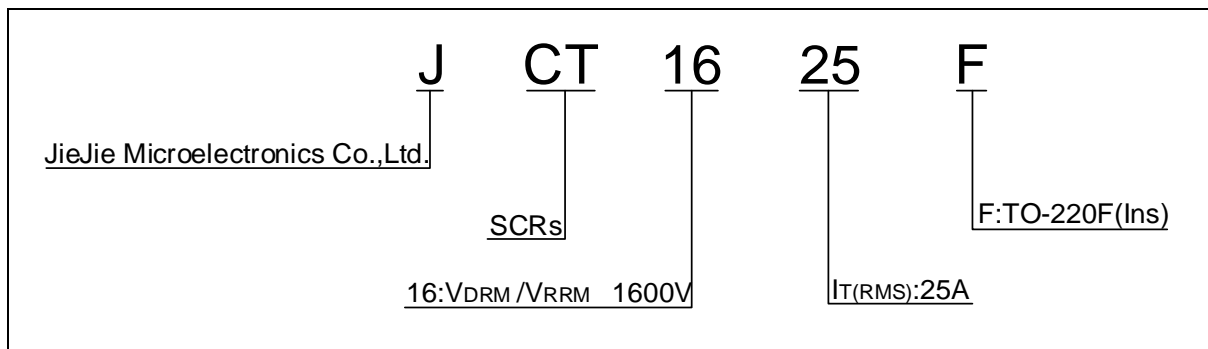 J CT 16 25 F
JieJie Microelectronics Co.,Ltd.
SCRs
F:TO-220F(Ins)
16:VDRM /VRRM 1600V
IT(RMS):25A